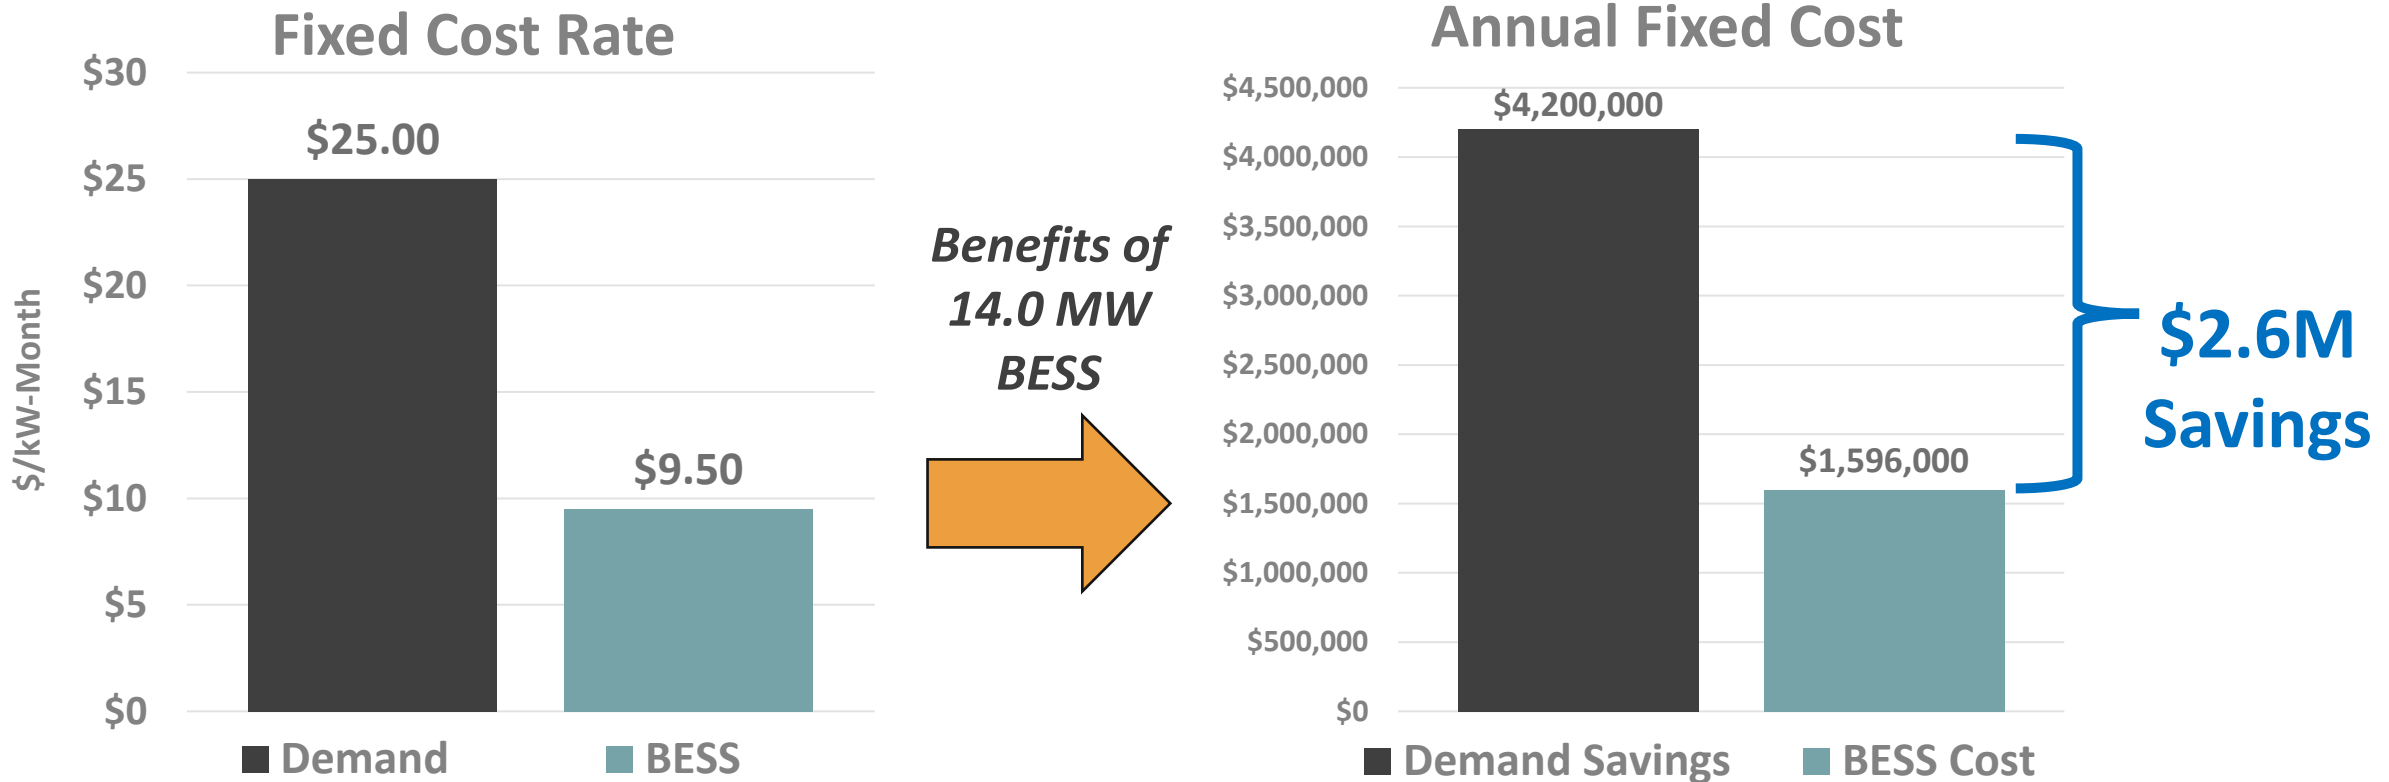 Fixed Cost Rate
$/kW-Month
$30
$25
$20
$15
$10
$5
$0
$25.00
$9.50
Demand
BESS
Benefits of
14.0 MW
BESS
Annual Fixed Cost
$4,500,000
$4,000,000
$3,500,000
$3,000,000
$2,500,000
$2,000,000
$1,500,000
$1,000,000
$500,000
$0
$4,200,000
$1,596,000
Demand Savings
BESS Cost
$2.6M
Savings